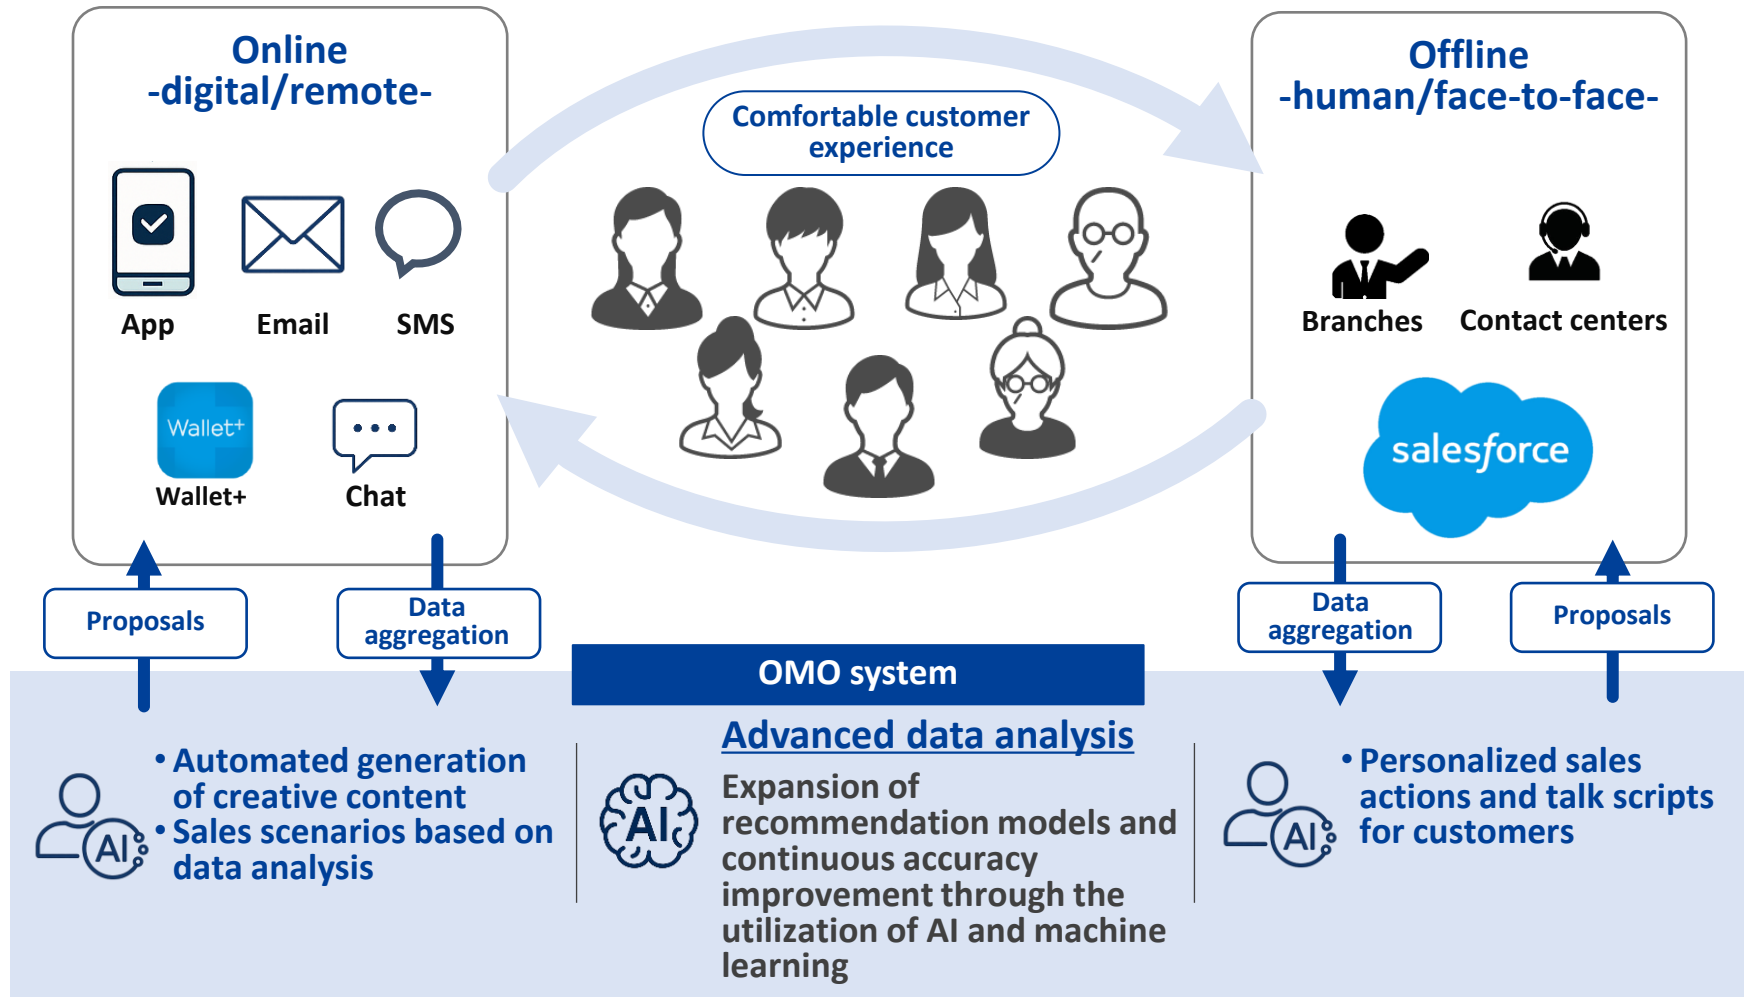 Online
-digital/remote-
App
Email
SMS
Wallet+
Wallet+
Chat
Comfortable customer
experience
Offline
-human/face-to-face-
Branches
Contact centers
salesforce
Proposals
Data
aggregation
Data
aggregation
Proposals
OMO system
• Automated generation
of creative content
• Sales scenarios based on
data analysis
AI
Advanced data analysis
AI
Expansion of
recommendation models and
continuous accuracy
improvement through the
utilization of AI and machine
learning
• Personalized sales
actions and talk scripts
for customers
AI